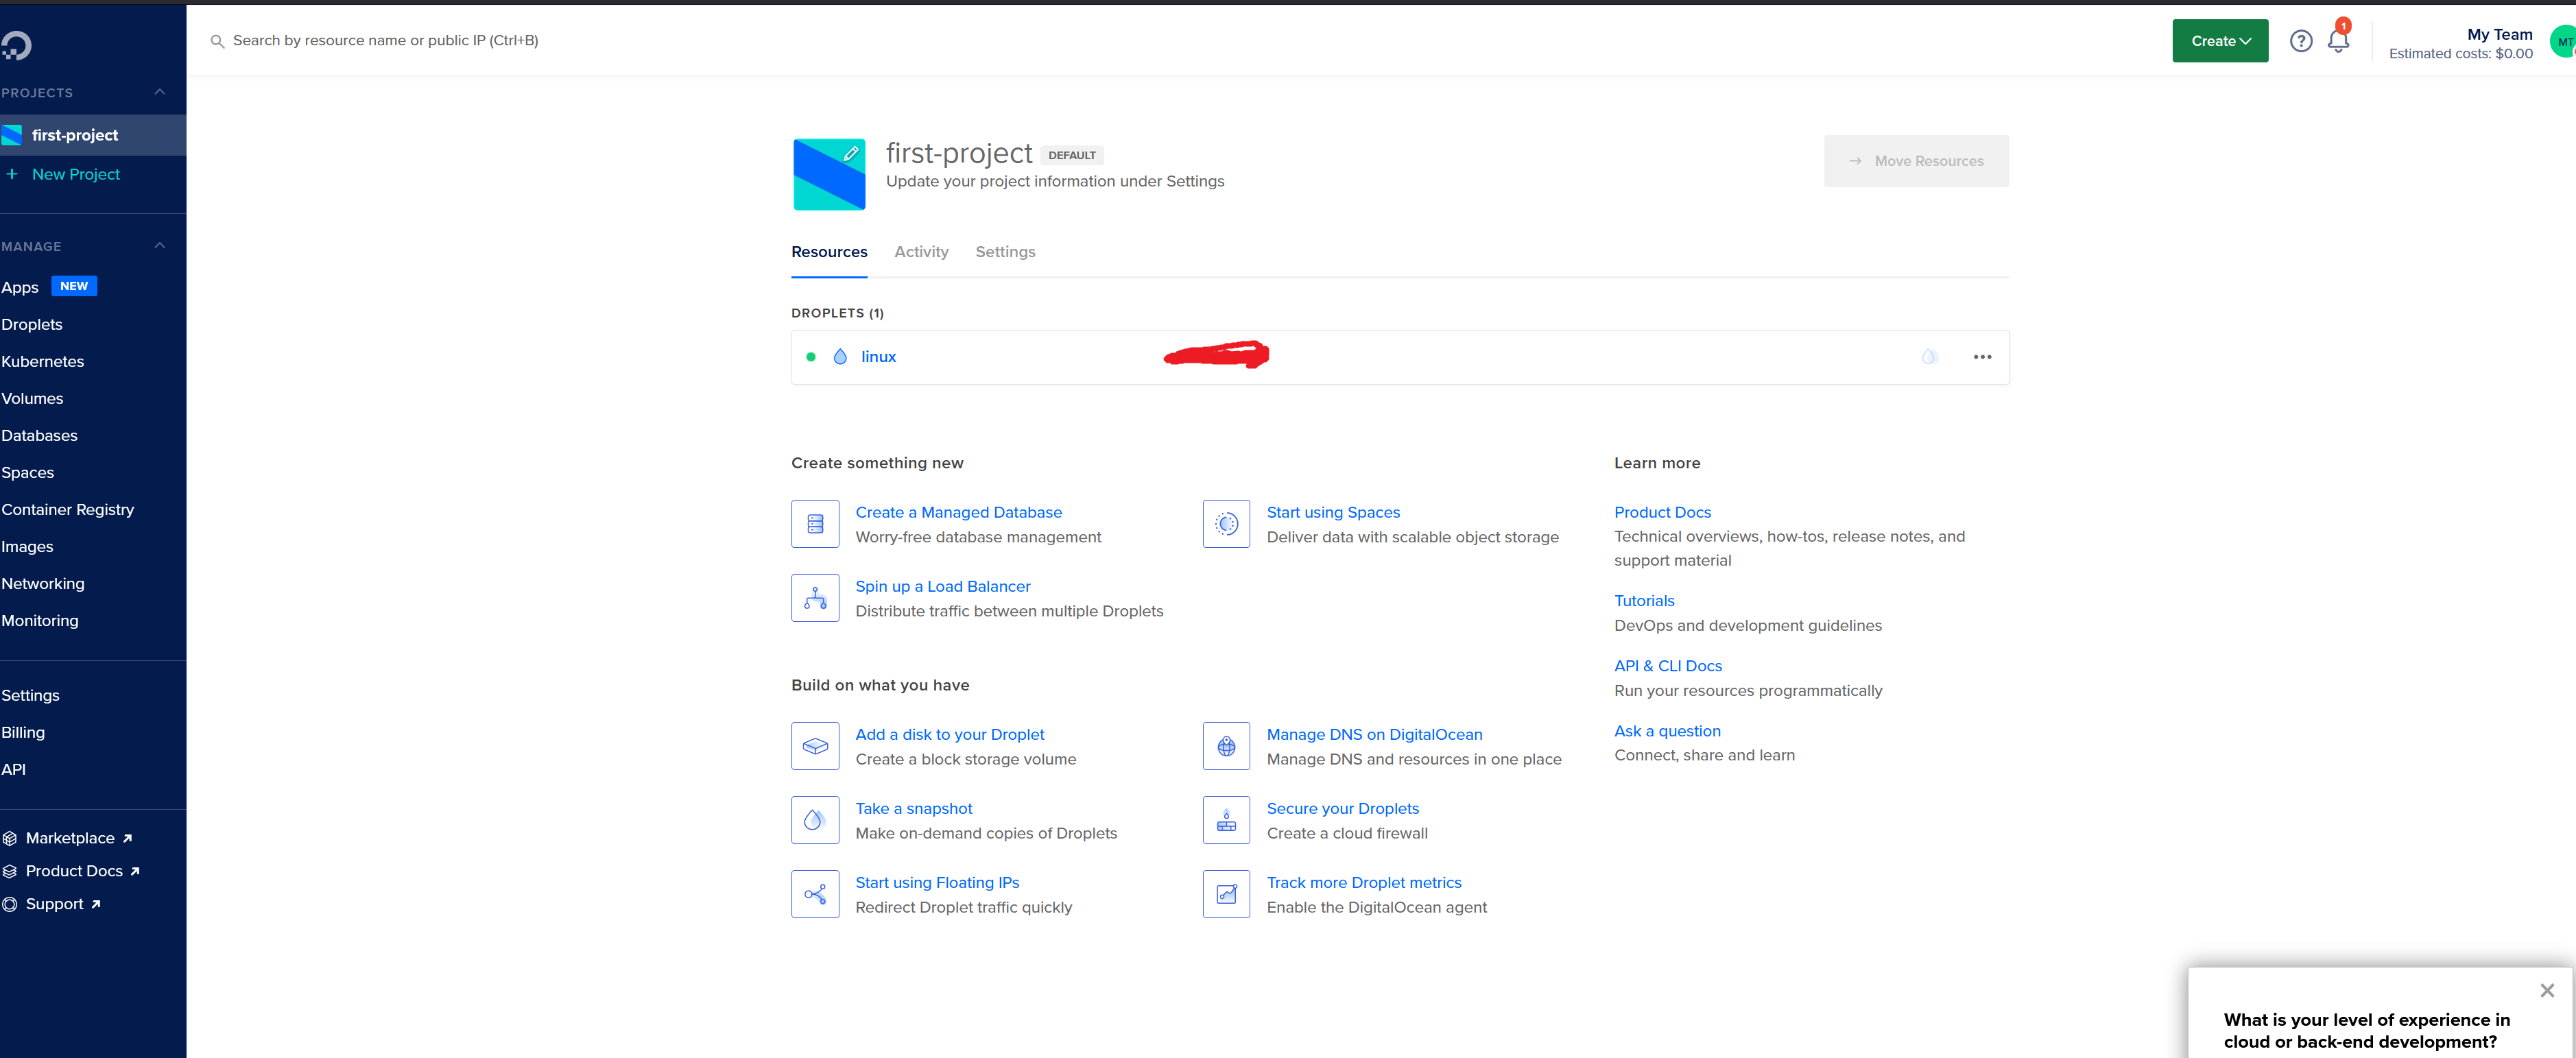 Search by resource name or public IP (Ctrl+B)
Create
?
1
My Team
Estimated costs: $0.00
MT
PROJECTS
first-project
+ New Project
MANAGE
Apps NEW
Droplets
Kubernetes
Volumes
Databases
Spaces
Container Registry
Images
Networking
Monitoring
Settings
Billing
API
Marketplace
Product Docs
Support
first-project DEFAULT
Update your project information under Settings
→ Move Resources
Resources Activity Settings
DROPLETS (1)
linux
Create something new
Create a Managed Database
Worry-free database management
Start using Spaces
Deliver data with scalable object storage
Spin up a Load Balancer
Distribute traffic between multiple Droplets
Build on what you have
Add a disk to your Droplet
Create a block storage volume
Manage DNS on DigitalOcean
Manage DNS and resources in one place
Take a snapshot
Make on-demand copies of Droplets
Secure your Droplets
Create a cloud firewall
Start using Floating IPs
Redirect Droplet traffic quickly
Track more Droplet metrics
Enable the DigitalOcean agent
Learn more
Product Docs
Technical overviews, how-tos, release notes, and
support material
Tutorials
DevOps and development guidelines
API & CLI Docs
Run your resources programmatically
Ask a question
Connect, share and learn
What is your level of experience in
cloud or back-end development?